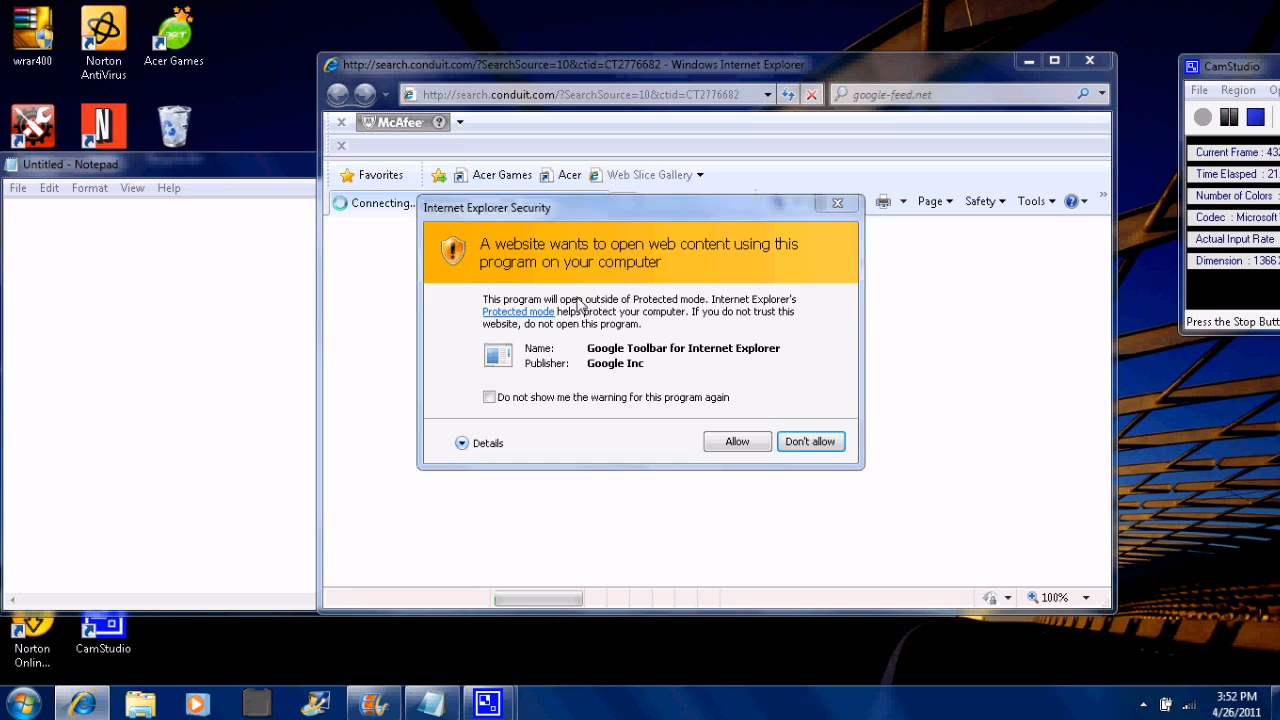 wrar400
Norton
AntiVirus
Acer Games
http://search.conduit.com/?SearchSource=10&ctid=CT2776682 - Windows Internet Explorer
http://search.conduit.com/?SearchSource=10&ctid=CT2776682
google-feed.net
McAfee
Favorites
Acer Games
Acer
Web Slice Gallery
Connecting..
Page
Safety
Tools
Untitled - Notepad
File Edit Format View Help
Internet Explorer Security
A website wants to open web content using this
program on your computer
This program will open outside of Protected mode. Internet Explorer's
Protected mode helps protect your computer. If you do not trust this
website, do not open this program.
Name: Google Toolbar for Internet Explorer
Publisher: Google Inc
Do not show me the warning for this program again
Details
Allow
Don't allow
100%
CamStudio
File Region
Current Frame : 432
Time Elasped : 21.
Number of Colors :
Codec : Microsoft
Actual Input Rate
Dimension : 1366
Press the Stop Butt
Norton
Onlin...
CamStudio
3:52 PM
4/26/2011